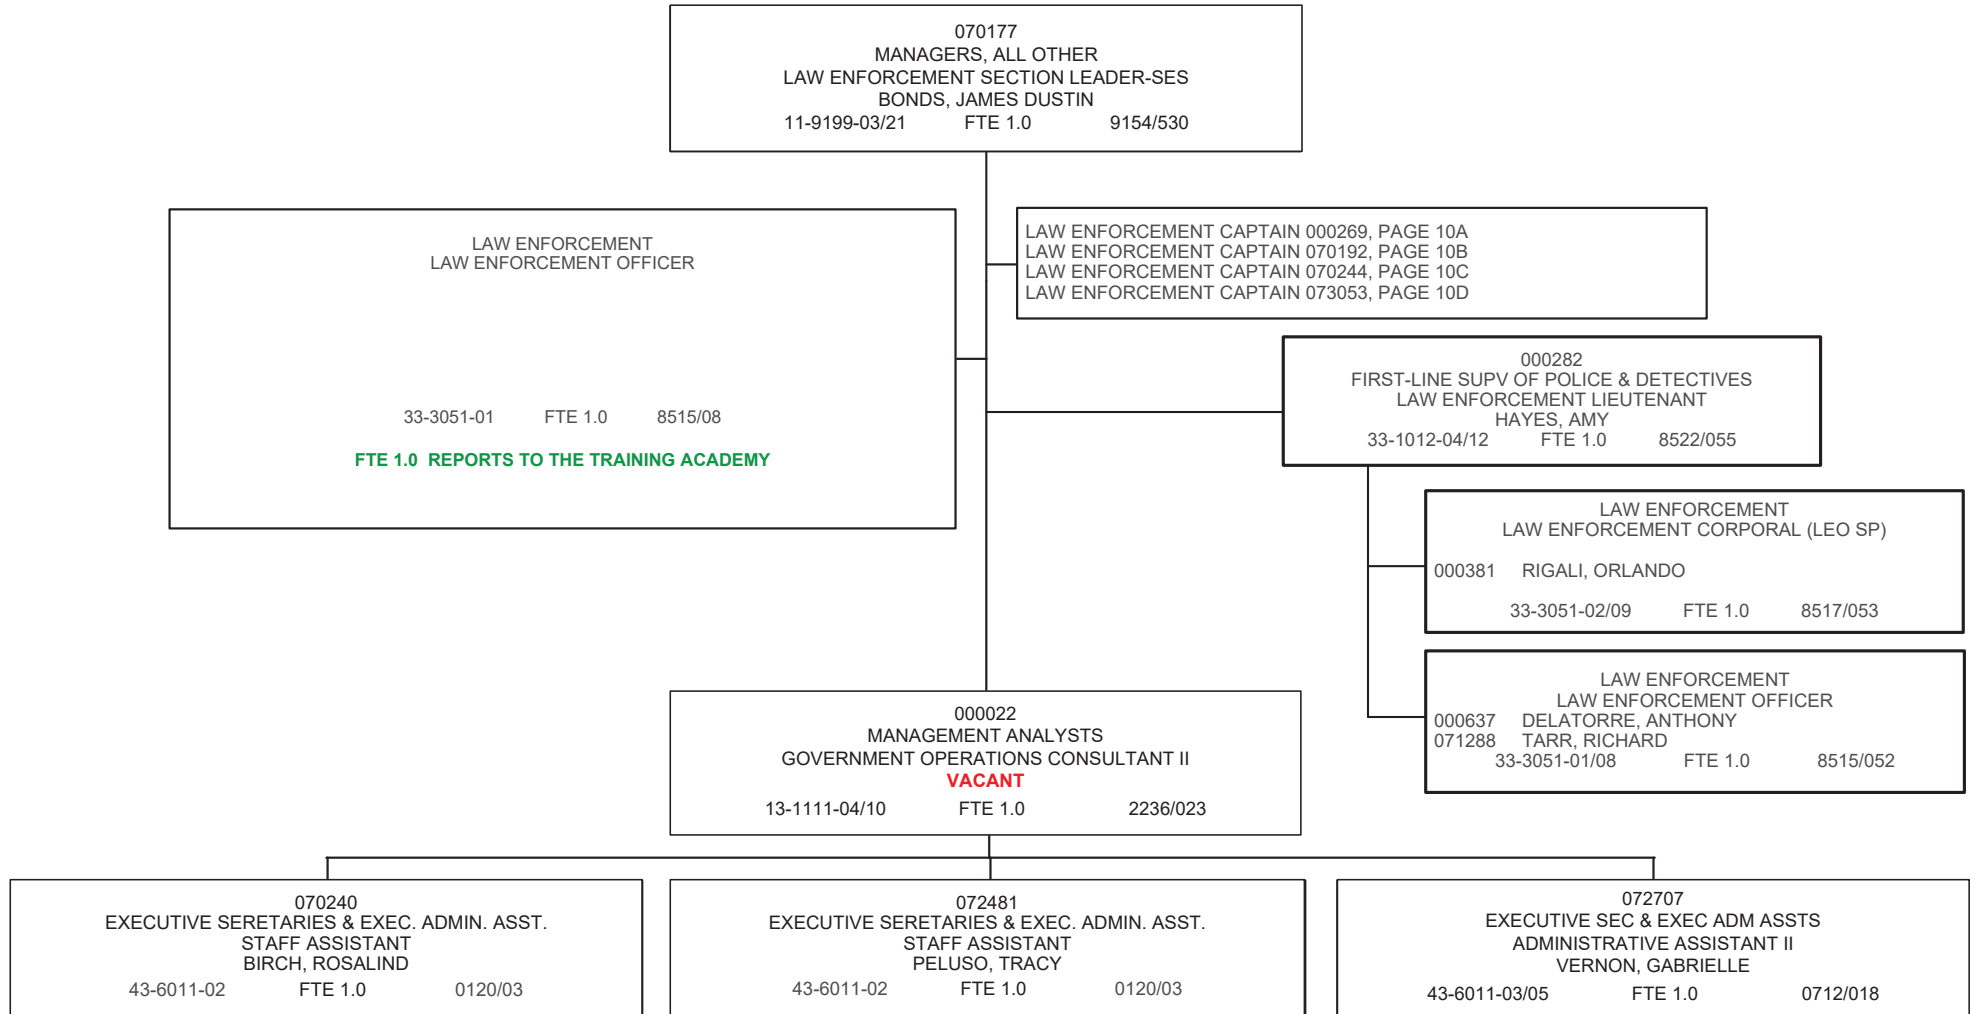 070177
MANAGERS, ALL OTHER
LAW ENFORCEMENT SECTION LEADER-SES
BONDS, JAMES DUSTIN
11-9199-03/21 FTE 1.0 9154/530
LAW ENFORCEMENT
LAW ENFORCEMENT OFFICER
33-3051-01 FTE 1.0 8515/08
FTE 1.0 REPORTS TO THE TRAINING ACADEMY
LAW ENFORCEMENT CAPTAIN 000269, PAGE 10A
LAW ENFORCEMENT CAPTAIN 070192, PAGE 10B
LAW ENFORCEMENT CAPTAIN 070244, PAGE 10C
LAW ENFORCEMENT CAPTAIN 073053, PAGE 10D
000282
FIRST-LINE SUPV OF POLICE & DETECTIVES
LAW ENFORCEMENT LIEUTENANT
HAYES, AMY
33-1012-04/12 FTE 1.0 8522/055
LAW ENFORCEMENT
LAW ENFORCEMENT CORPORAL (LEO SP)
000381 RIGALI, ORLANDO
33-3051-02/09 FTE 1.0 8517/053
LAW ENFORCEMENT
LAW ENFORCEMENT OFFICER
000637 DELATORRE, ANTHONY
071288 TARR, RICHARD
33-3051-01/08 FTE 1.0 8515/052
000022
MANAGEMENT ANALYSTS
GOVERNMENT OPERATIONS CONSULTANT II
VACANT
13-1111-04/10 FTE 1.0 2236/023
070240
EXECUTIVE SERETARIES & EXEC. ADMIN. ASST.
STAFF ASSISTANT
BIRCH, ROSALIND
43-6011-02 FTE 1.0 0120/03
072481
EXECUTIVE SERETARIES & EXEC. ADMIN. ASST.
STAFF ASSISTANT
PELUSO, TRACY
43-6011-02 FTE 1.0 0120/03
072707
EXECUTIVE SEC & EXEC ADM ASSTS
ADMINISTRATIVE ASSISTANT II
VERNON, GABRIELLE
43-6011-03/05 FTE 1.0 0712/018